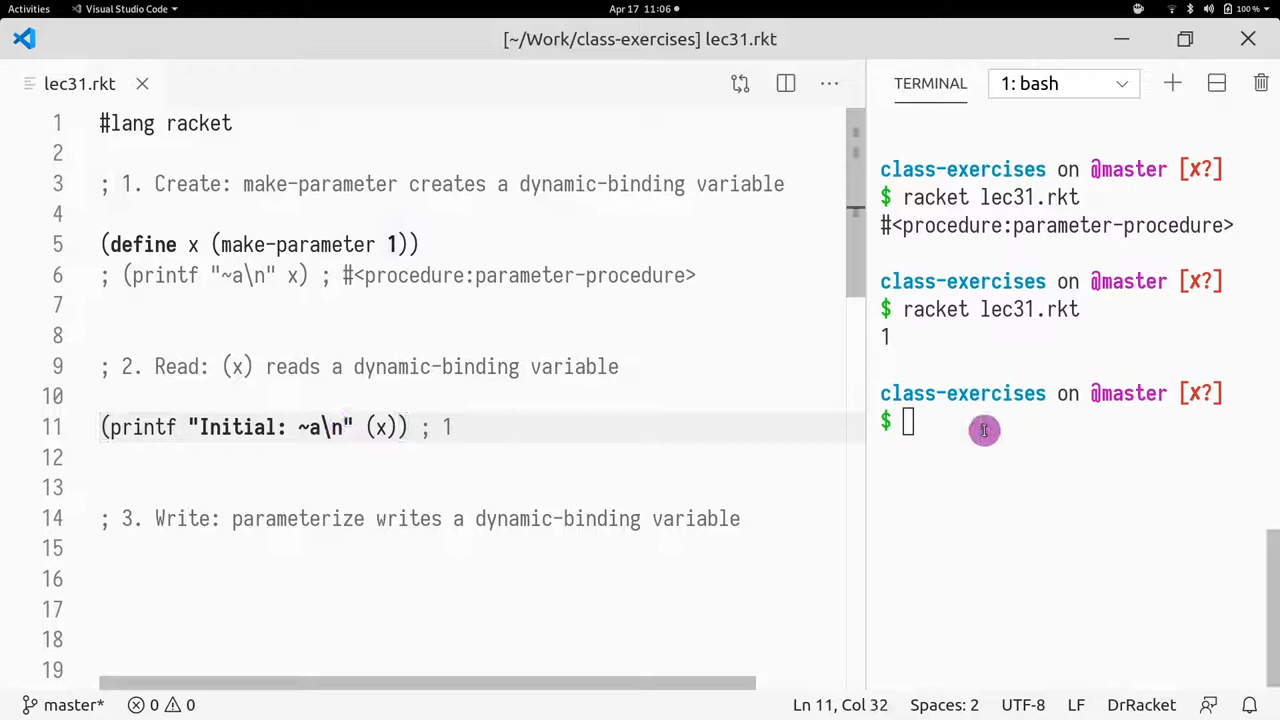 Activities Visual Studio Code Apr 17 11:06 100 %
[~/Work/class-exercises] lec31.rkt
lec31.rkt
TERMINAL 1: bash
1 #lang racket
2
3 ; 1. Create: make-parameter creates a dynamic-binding variable
4
5 (define x (make-parameter 1))
6 ; (printf "~a\n" x) ; #<procedure:parameter-procedure>
7
8
9 ; 2. Read: (x) reads a dynamic-binding variable
10
11 (printf "Initial: ~a\n" (x)) ; 1
12
13
14 ; 3. Write: parameterize writes a dynamic-binding variable
15
16
17
18
19
class-exercises on @master [x?]
$ racket lec31.rkt
#<procedure:parameter-procedure>
class-exercises on @master [x?]
$ racket lec31.rkt
1
class-exercises on @master [x?]
$
master* 0 0 Ln 11, Col 32 Spaces: 2 UTF-8 LF DrRacket